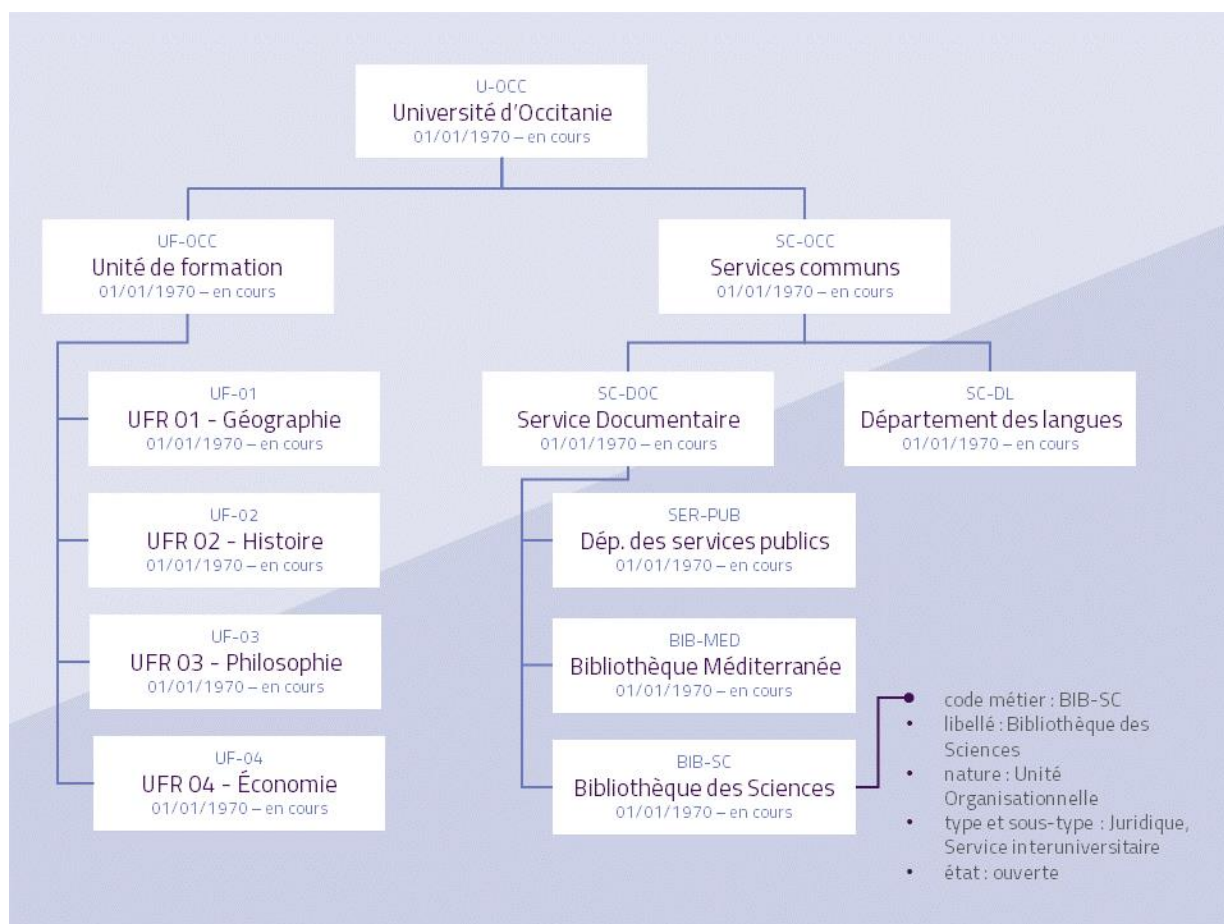 U-OCC
Université d'Occitanie
01/01/1970 – en cours
UF-OCC
Unité de formation
01/01/1970 – en cours
SC-OCC
Services communs
01/01/1970 – en cours
UF-01
UFR 01 - Géographie
01/01/1970 – en cours
SC-DOC
Service Documentaire
01/01/1970 – en cours
SC-DL
Département des langues
01/01/1970 – en cours
UF-02
UFR 02 - Histoire
01/01/1970 – en cours
SER-PUB
Dép. des services publics
01/01/1970 – en cours
UF-03
UFR 03 - Philosophie
01/01/1970 – en cours
BIB-MED
Bibliothèque Méditerranée
01/01/1970 – en cours
UF-04
UFR 04 - Économie
01/01/1970 – en cours
BIB-SC
Bibliothèque des Sciences
01/01/1970 – en cours
code métier : BIB-SC
• libellé : Bibliothèque des
Sciences
• nature : Unité
Organisationnelle
• type et sous-type : Juridique,
Service interuniversitaire
• état : ouverte